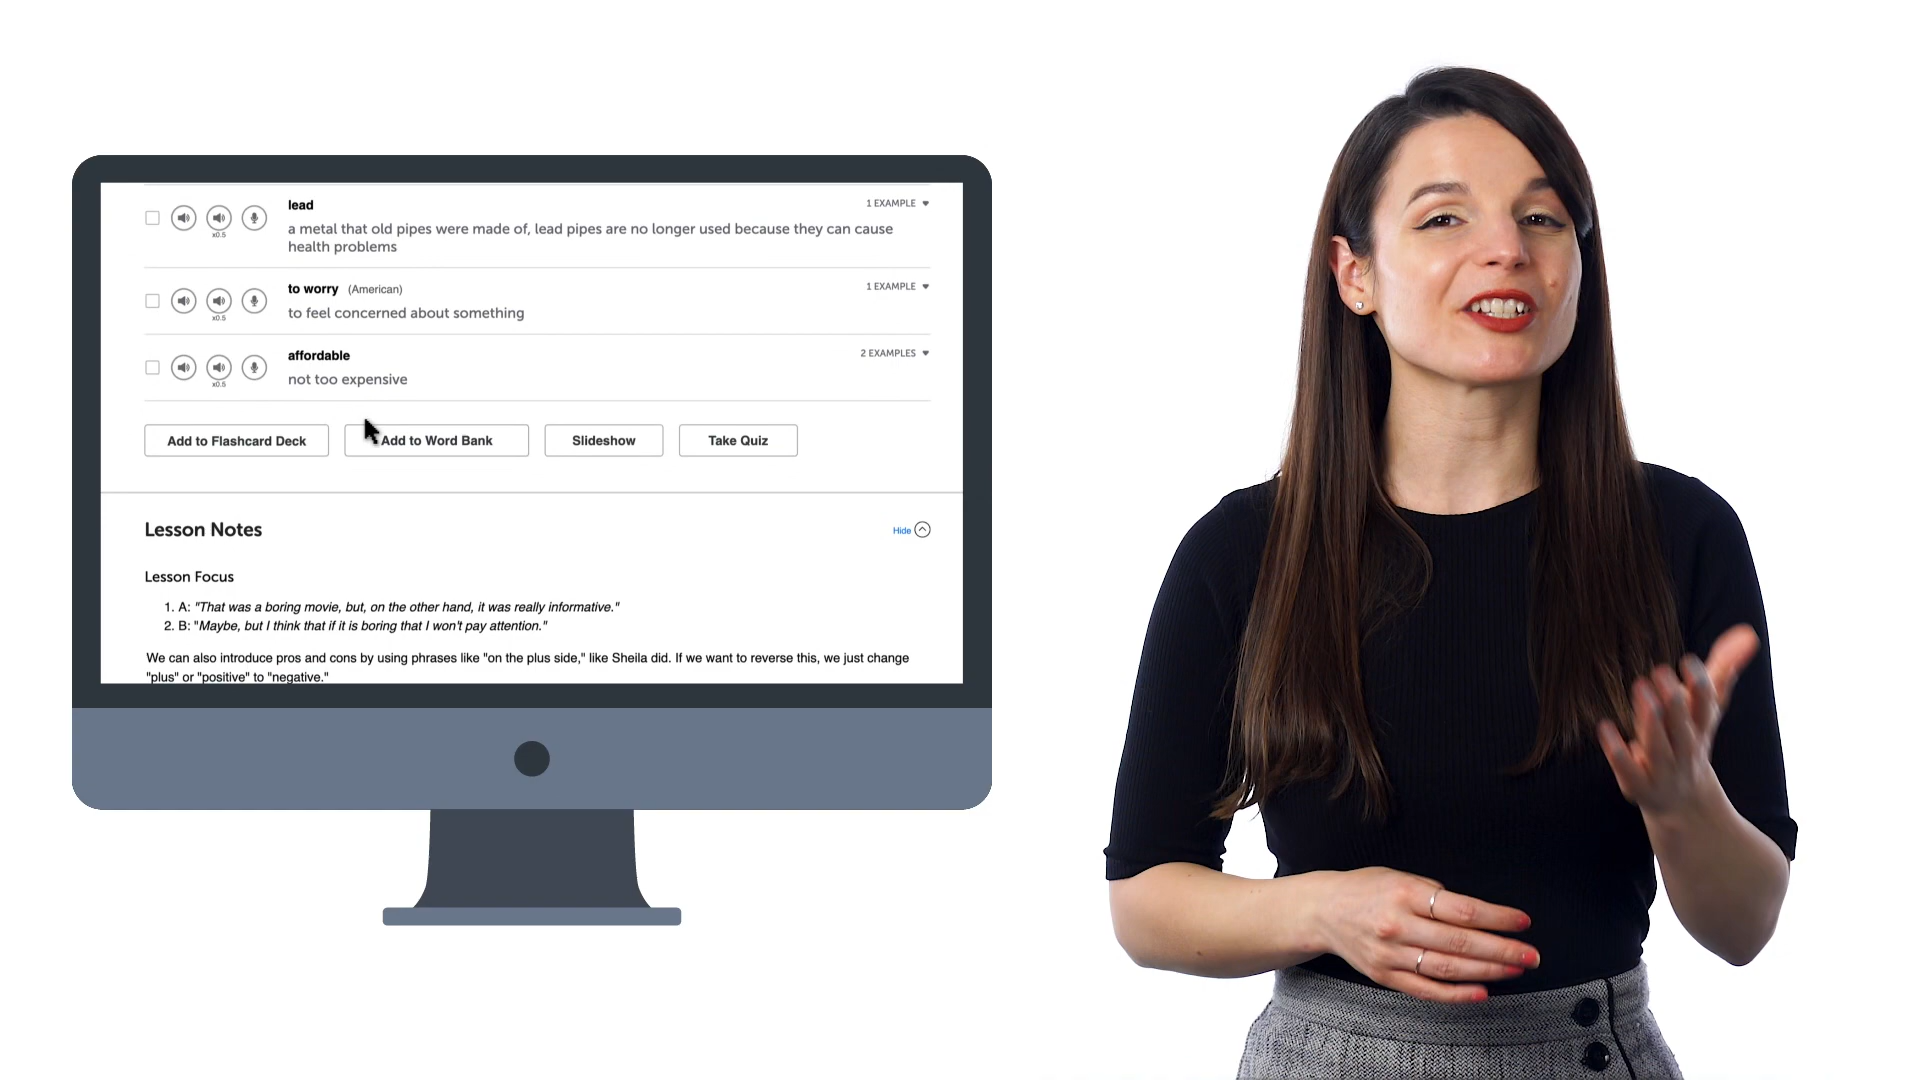 lead
1 EXAMPLE
a metal that old pipes were made of, lead pipes are no longer used because they can cause
health problems
x0.5
to worry (American)
1 EXAMPLE
to feel concerned about something
x0.5
affordable
2 EXAMPLES
not too expensive
x0.5
Add to Flashcard Deck
Add to Word Bank
Slideshow
Take Quiz
Lesson Notes
Hide
Lesson Focus
1. A: "That was a boring movie, but, on the other hand, it was really informative."
2. B: "Maybe, but I think that if it is boring that I won't pay attention."
We can also introduce pros and cons by using phrases like "on the plus side," like Sheila did. If we want to reverse this, we just change
"plus" or "positive" to "negative."